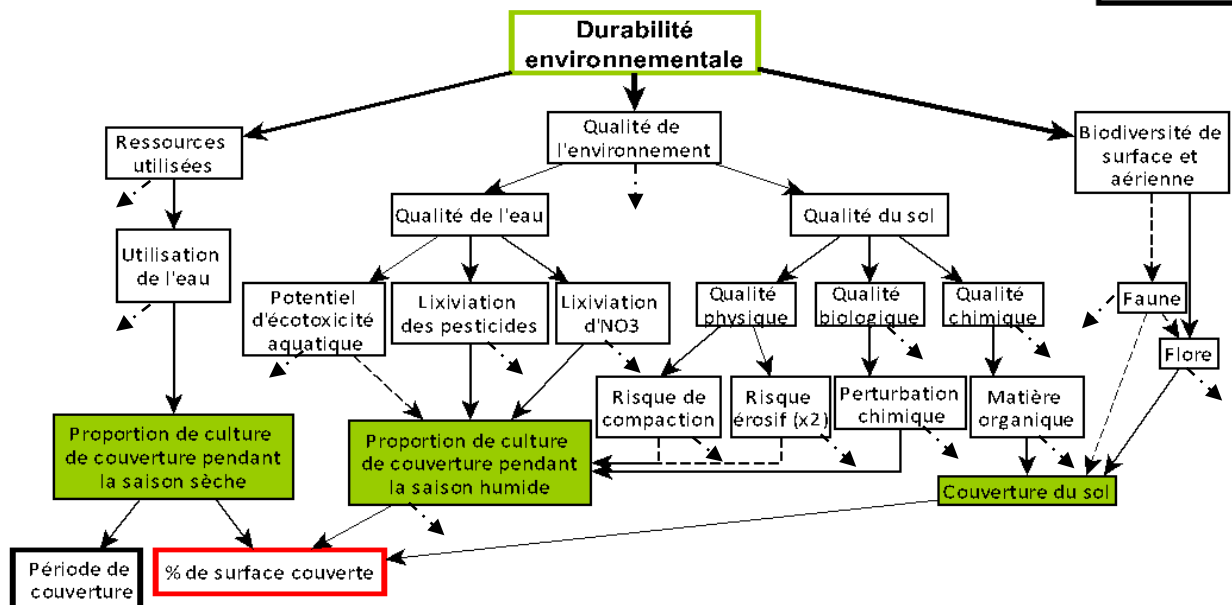 Durabilité
environnementale
Ressources
utilisées
Qualité de
l'environnement
Biodiversité de
surface et
aérienne
Qualité de l'eau
Qualité du sol
Utilisation
de l'eau
Potentiel
d'écotoxicité
aquatique
Lixiviation
des pesticides
Lixiviation
d'NO3
Qualité
physique
Qualité
biologique
Qualité
chimique
Faune
Flore
Risque de
compaction
Risque
érosif (x2)
Perturbation
chimique
Matière
organique
Proportion de culture
de couverture pendant
la saison sèche
Proportion de culture
de couverture pendant
la saison humide
Couverture du sol
Période de
couverture
% de surface couverte